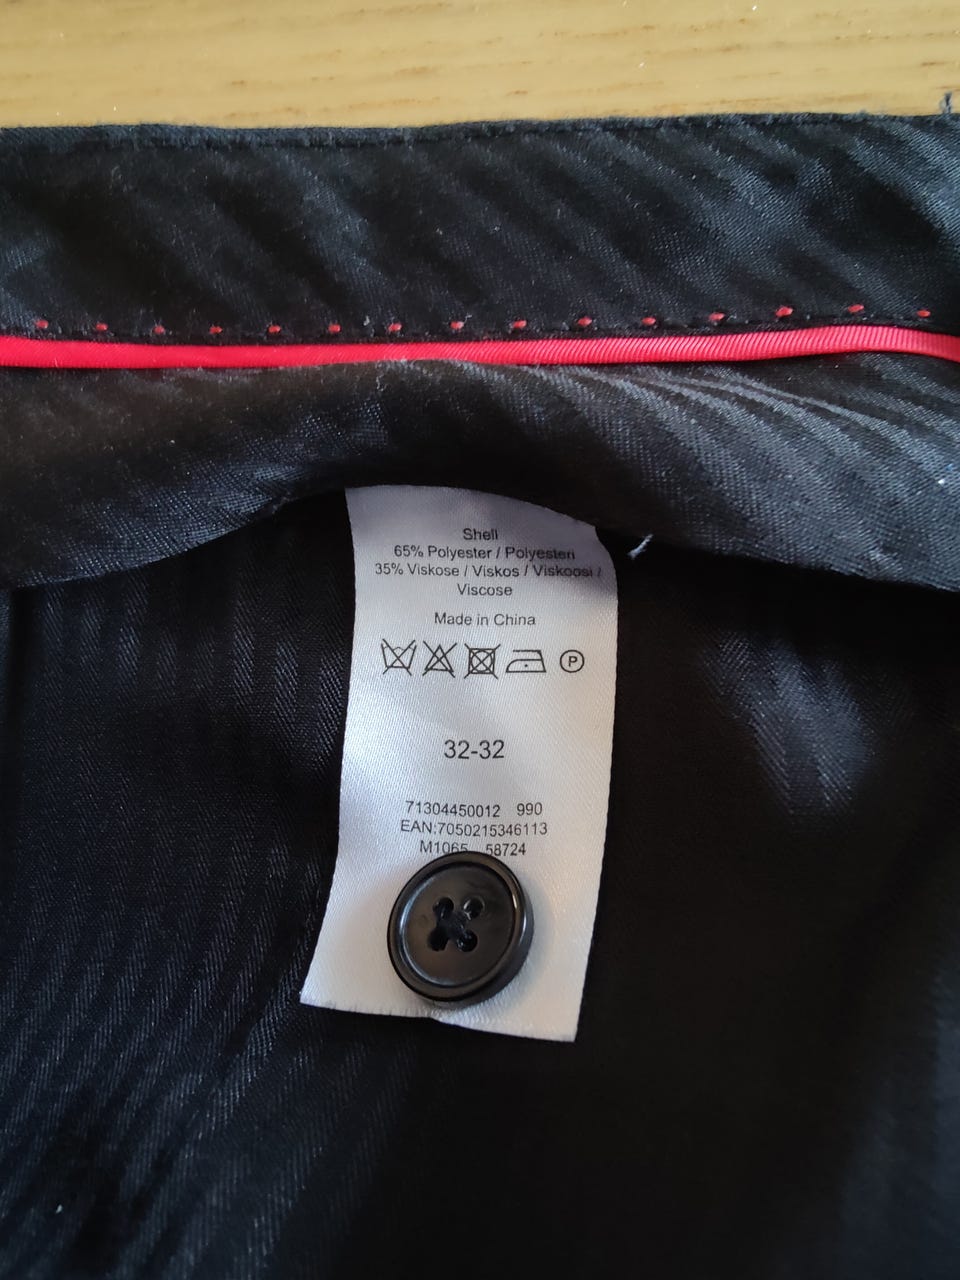 Shell
65% Polyester / Polyesteri
35% Viskose / Viskos / Viskoosi /
Viscose
Made in China
P
32-32
71304450012 990
EAN:7050215346113
M1065 58724